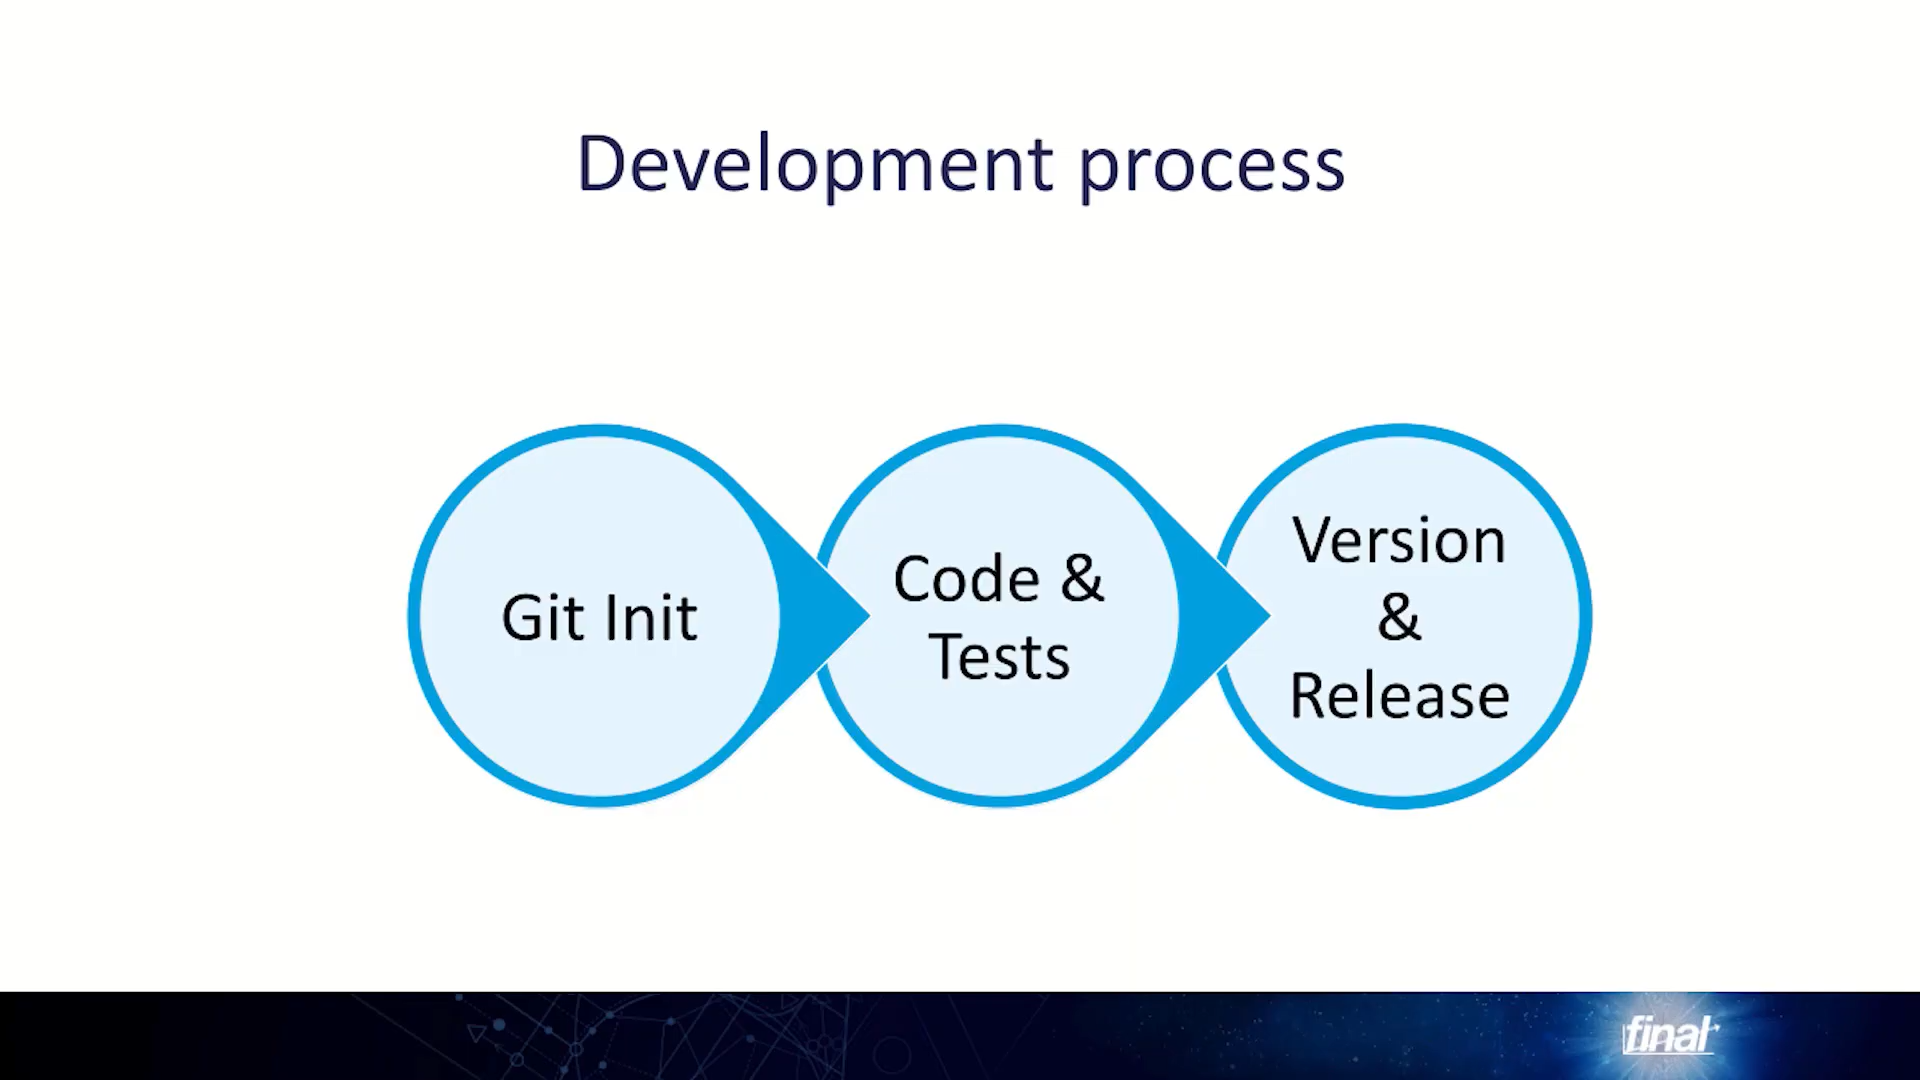 Development process
Git Init
Code &
Tests
Version
&
Release
final